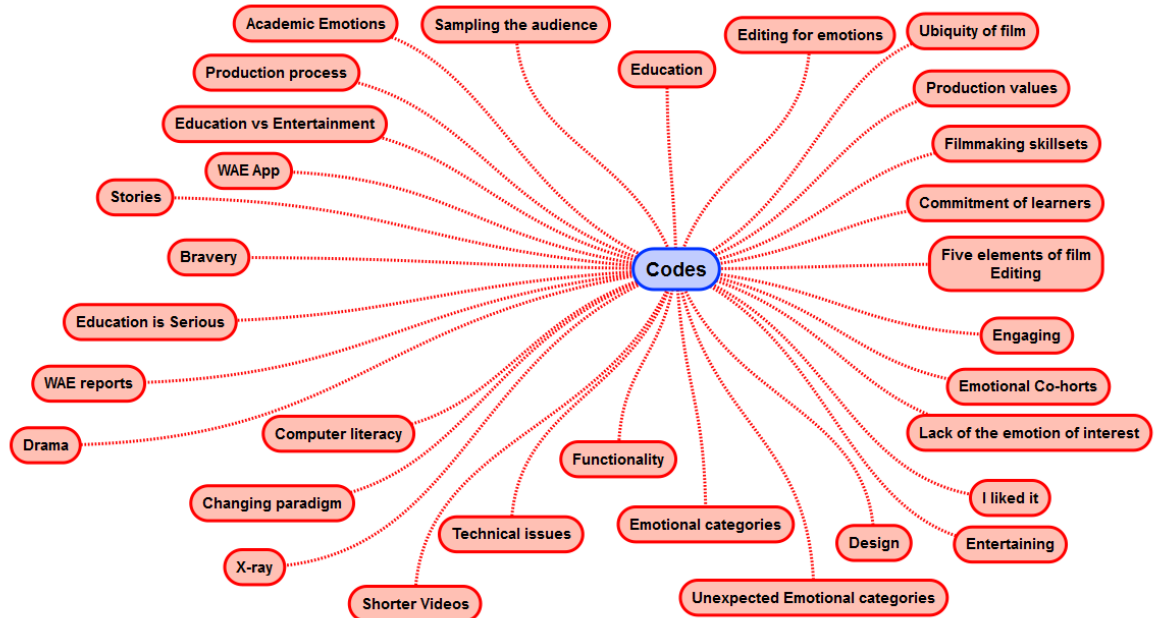 Academic Emotions
Sampling the audience
Editing for emotions
Ubiquity of film
Production process
Education
Production values
Education vs Entertainment
Filmmaking skillsets
WAE App
Stories
Commitment of learners
Bravery
Codes
Five elements of film
Editing
Education is Serious
Engaging
WAE reports
Emotional Co-horts
Drama
Computer literacy
Lack of the emotion of interest
Functionality
Changing paradigm
I liked it
Technical issues
Emotional categories
Design
Entertaining
X-ray
Shorter Videos
Unexpected Emotional categories